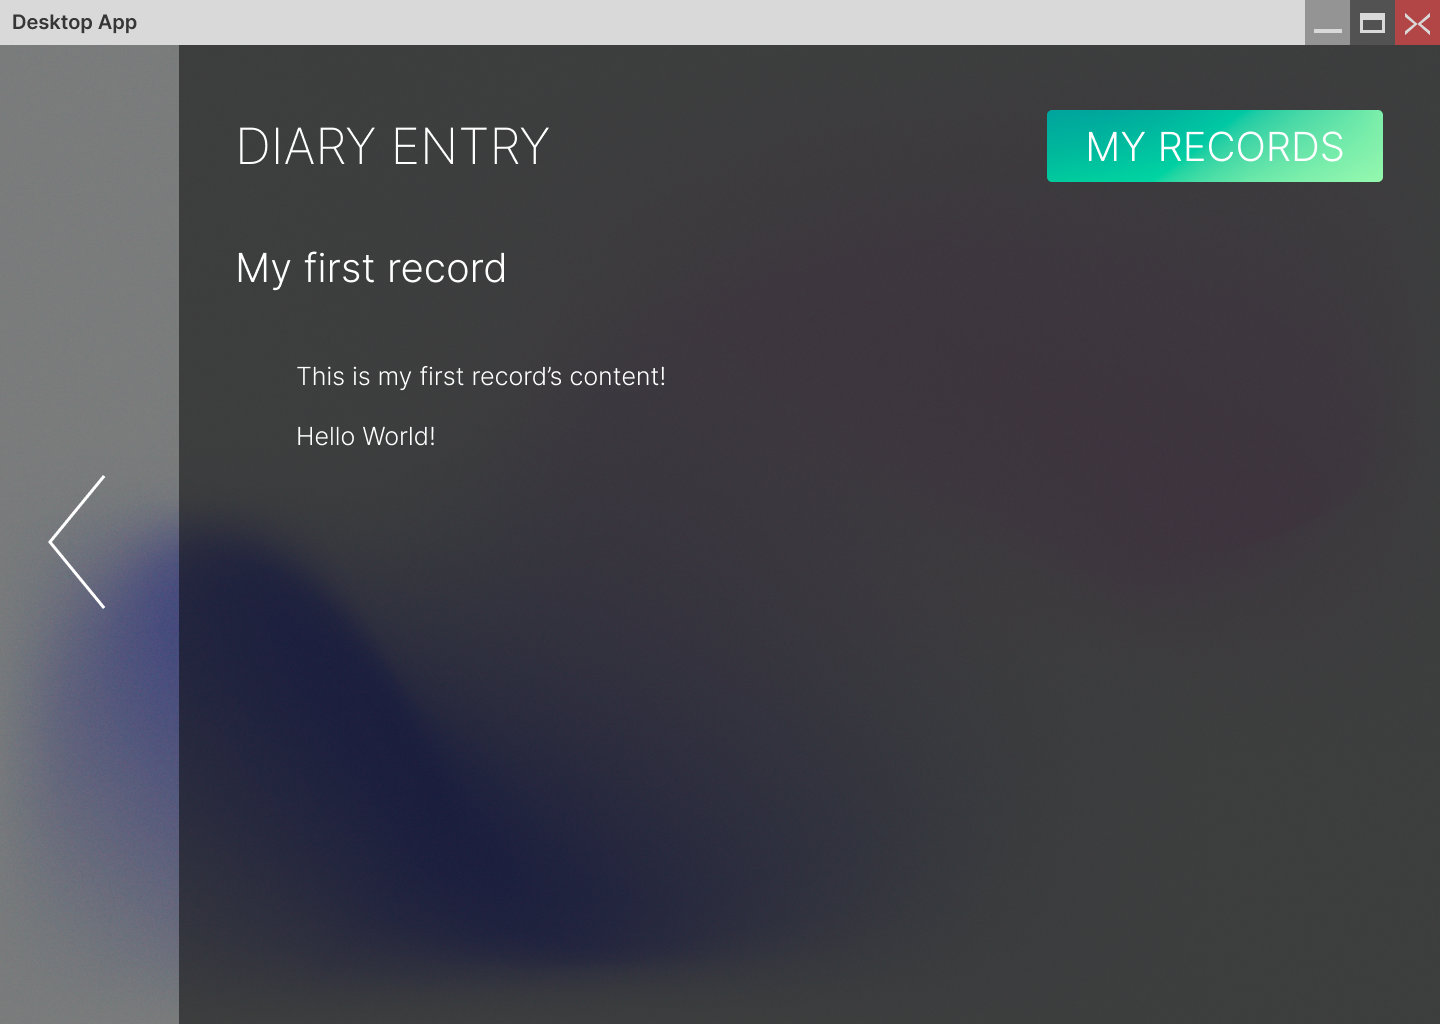 Desktop App
DIARY ENTRY
MY RECORDS
My first record
This is my first record’s content!
Hello World!